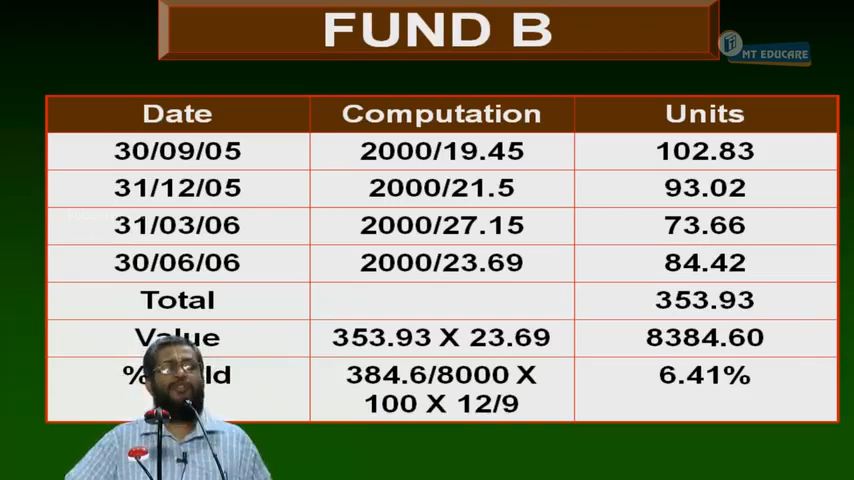 FUND B
MT EDUCARE
Date Computation Units
30/09/05 2000/19.45 102.83
31/12/05 2000/21.5 93.02
31/03/06 2000/27.15 73.66
30/06/06 2000/23.69 84.42
Total 353.93
Value 353.93 X 23.69 8384.60
% ld 384.6/8000 X 6.41%
100 X 12/9